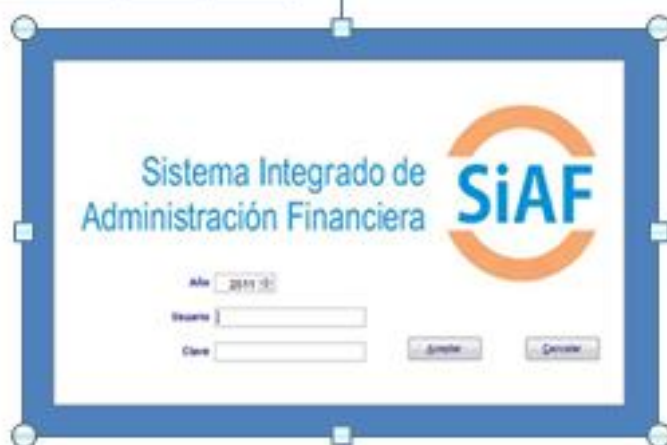 Sistema Integrado de
Administración Financiera
SiAF
Año 2011
Usuario
Clave
Aceptar
Cancelar